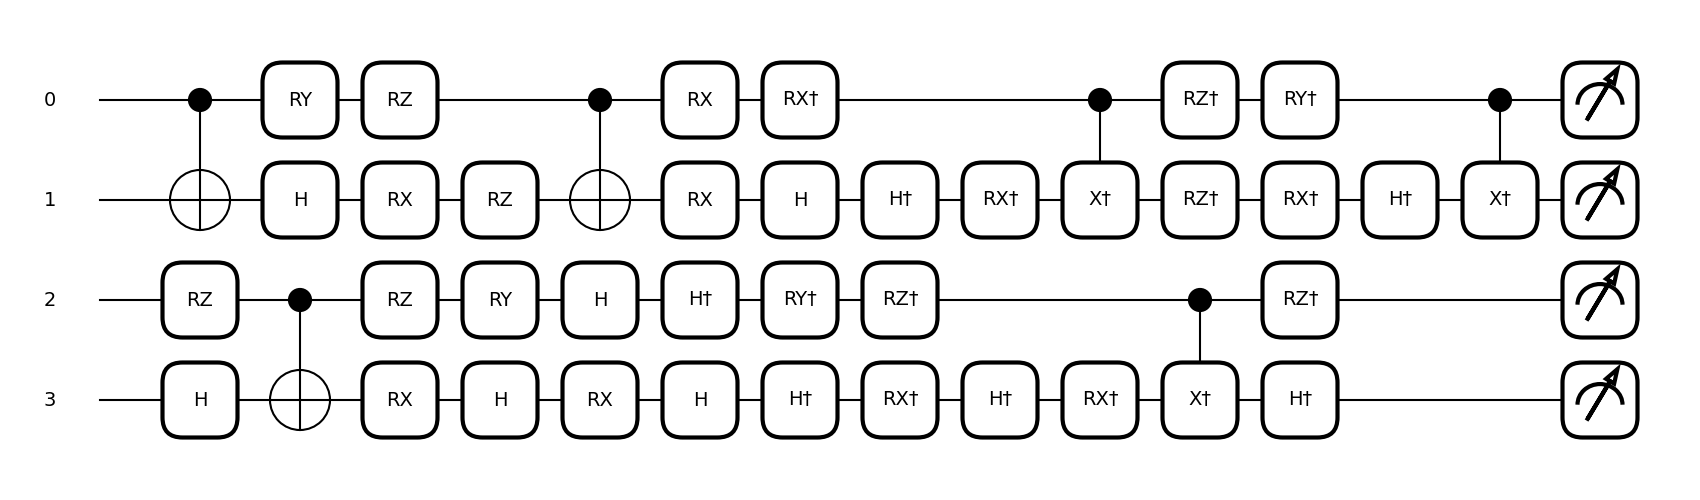 0 RY RZ RX RX† RZ† RY†
1 H RX RZ RX H H† RX† X† RZ† RX† H† X†
2 RZ RZ RY H H† RY† RZ† RZ†
3 H RX H RX H H† RX† H† RX† X† H†